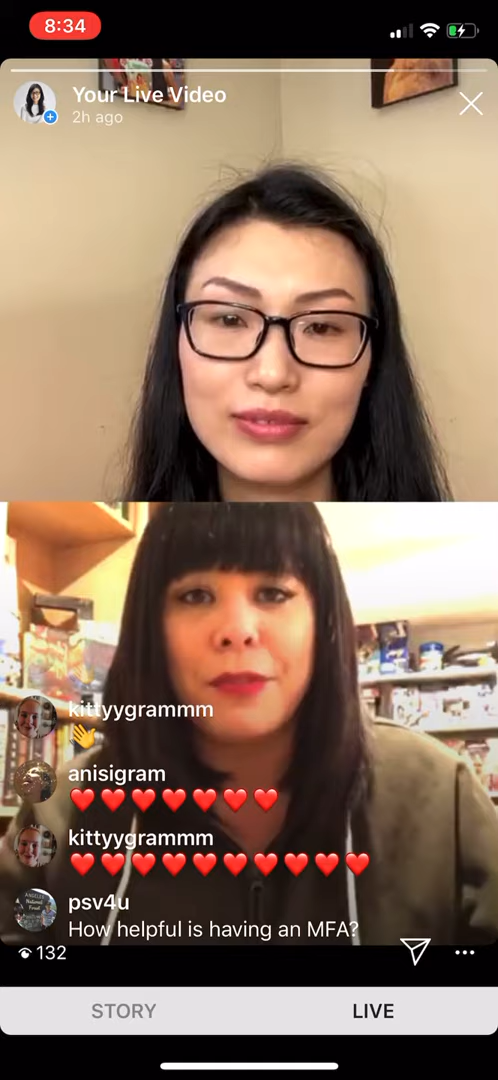 8:34
Your Live Video
2h ago
kittyygrammm
👋
anisigram
❤️❤️❤️❤️❤️❤️❤️
kittyygrammm
❤️❤️❤️❤️❤️❤️❤️❤️❤️❤️
psv4u
How helpful is having an MFA?
132
STORY
LIVE